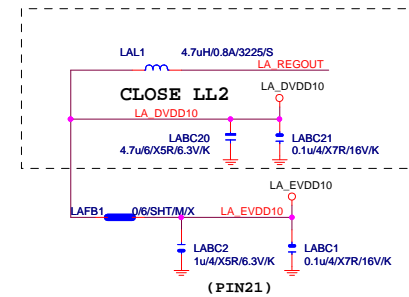 LAL1 4.7uH/0.8A/3225/S
LA_REGOUT
CLOSE LL2
LA_DVDD10
LA_DVDD10
LABC20
4.7u/6/X5R/6.3V/K
LABC21
0.1u/4/X7R/16V/K
LA_EVDD10
LAFB1 0/6/SHT/M/X
LA_EVDD10
LABC2
1u/4/X5R/6.3V/K
LABC1
0.1u/4/X7R/16V/K
(PIN21)